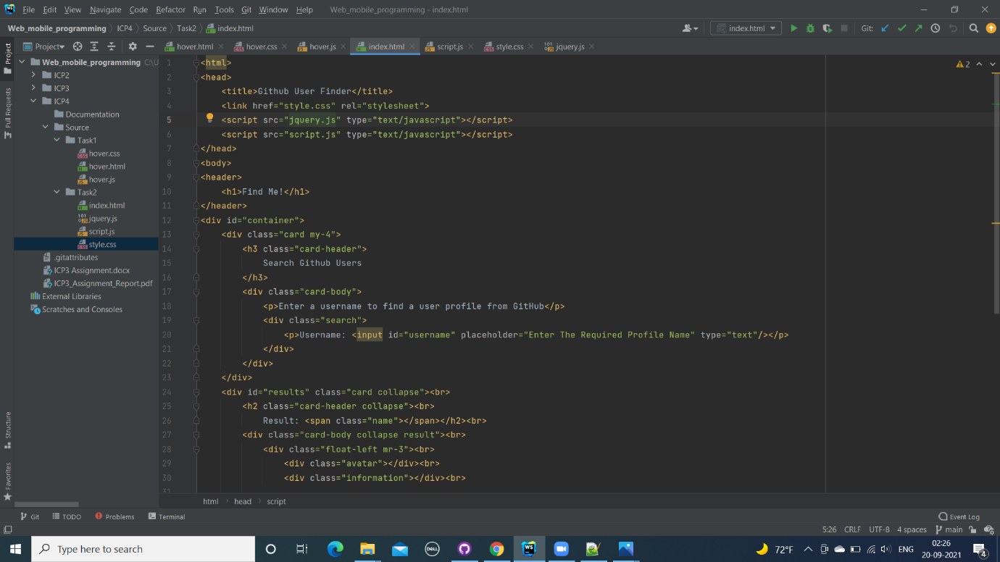 File Edit View Navigate Code Refactor Run Tools Git Window Help Web_mobile_programming - index.html
Web_mobile_programming ICP4 Source Task2 index.html index.html Git:
Project hover.html hover.css hover.js index.html script.js style.css jquery.js
Project
Pull Requests
Structure
Favorites
Web_mobile_programming C:\U
ICP2
ICP3
ICP4
Documentation
Source
Task1
hover.css
hover.html
hover.js
Task2
index.html
jquery.js
script.js
style.css
.gitattributes
ICP3 Assignment.docx
ICP3_Assignment_Report.pdf
External Libraries
Scratches and Consoles
2
1 <html>
2 <head>
3 <title>Github User Finder</title>
4 <link href="style.css" rel="stylesheet">
5 <script src="jquery.js" type="text/javascript"></script>
6 <script src="script.js" type="text/javascript"></script>
7 </head>
8 <body>
9 <header>
10 <h1>Find Me!</h1>
11 </header>
12 <div id="container">
13 <div class="card my-4">
14 <h3 class="card-header">
15 Search Github Users
16 </h3>
17 <div class="card-body">
18 <p>Enter a username to find a user profile from GitHub</p>
19 <div class="search">
20 <p>Username: <input id="username" placeholder="Enter The Required Profile Name" type="text"/></p>
21 </div>
22 </div>
23 </div>
24 <div id="results" class="card collapse"><br>
25 <h2 class="card-header collapse"><br>
26 Result: <span class="name"></span></h2><br>
27 <div class="card-body collapse result"><br>
28 <div class="float-left mr-3"><br>
29 <div class="avatar"></div><br>
30 <div class="information"></div><br>
31
html head script
Git TODO Problems Terminal Event Log
5:26 CRLF UTF-8 4 spaces main
Type here to search
DELL
WS
72°F ENG
02:26
20-09-2021
4